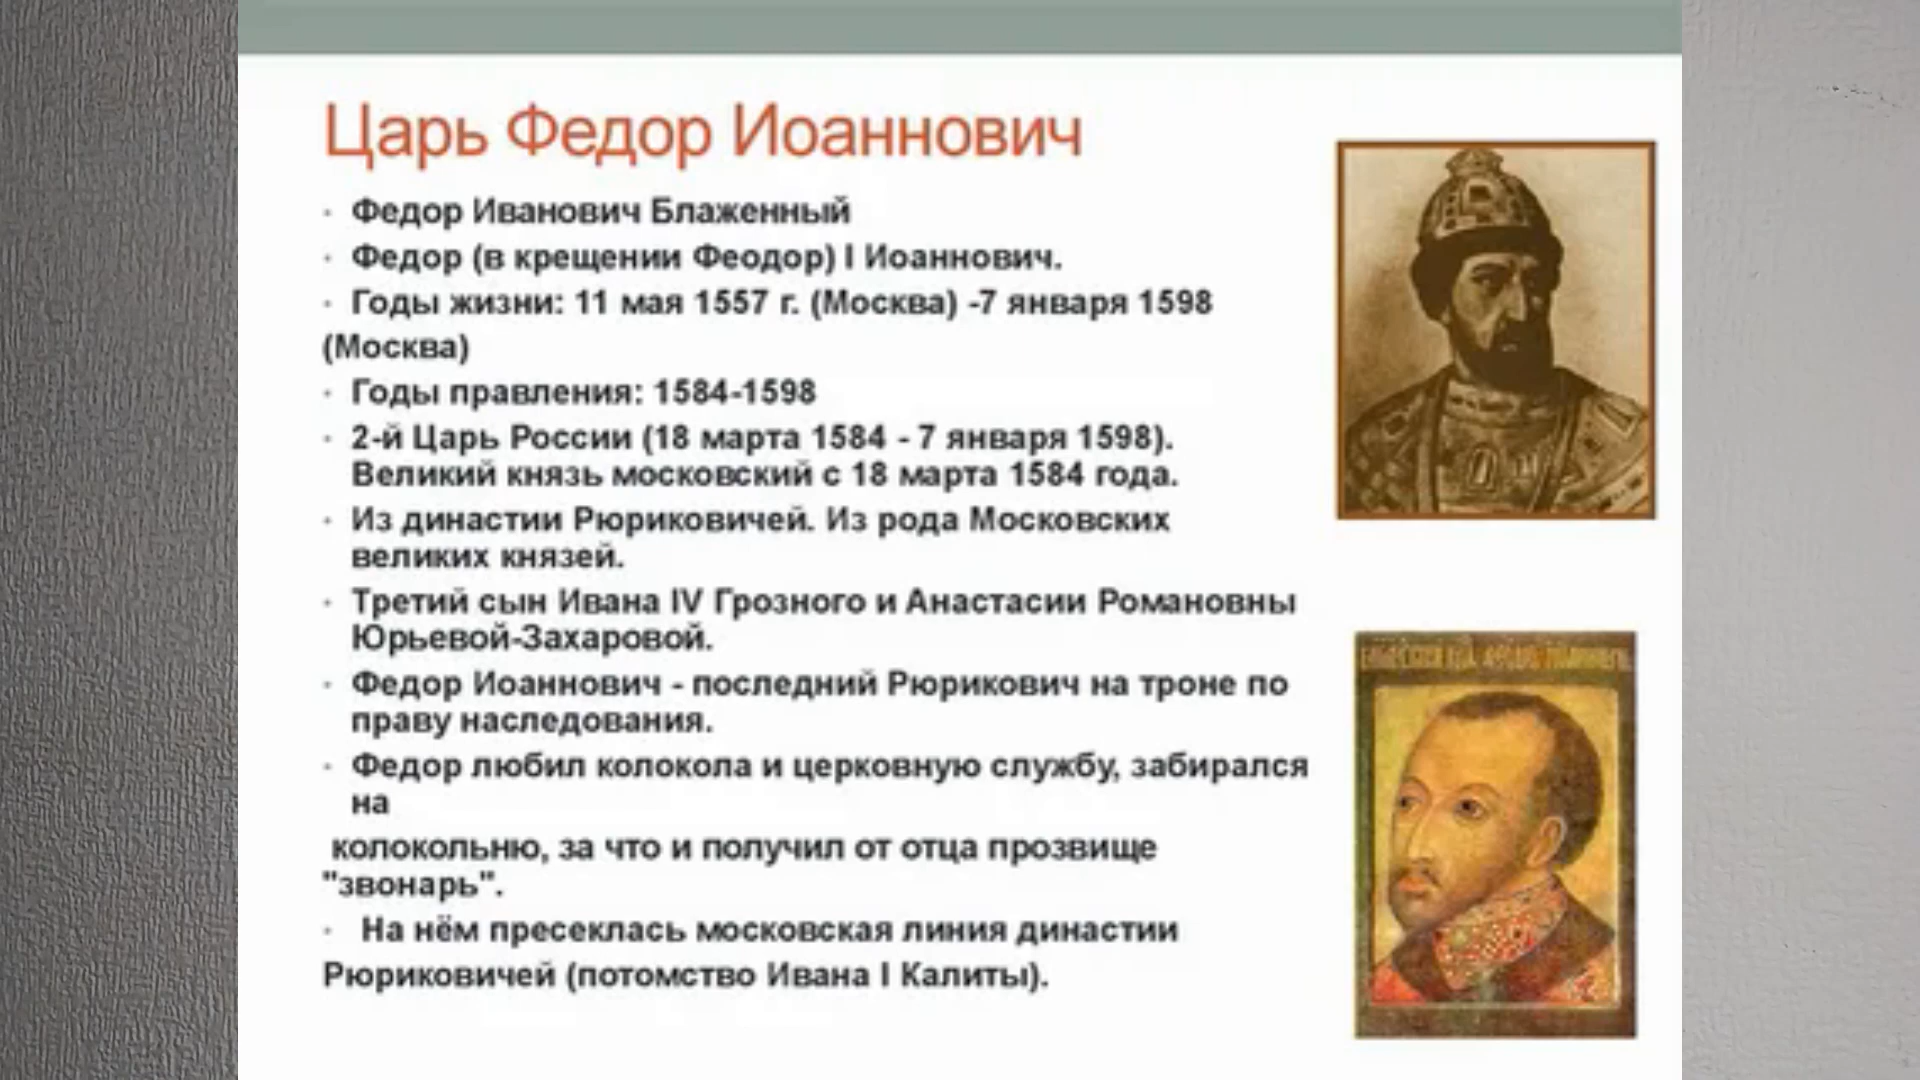 Царь Федор Иоаннович
· Федор Иванович Блаженный
· Федор (в крещении Феодор) I Иоаннович.
· Годы жизни: 11 мая 1557 г. (Москва) -7 января 1598
(Москва)
· Годы правления: 1584-1598
· 2-й Царь России (18 марта 1584 - 7 января 1598).
Великий князь московский с 18 марта 1584 года.
· Из династии Рюриковичей. Из рода Московских
великих князей.
· Третий сын Ивана IV Грозного и Анастасии Романовны
Юрьевой-Захаровой.
· Федор Иоаннович - последний Рюрикович на троне по
праву наследования.
· Федор любил колокола и церковную службу, забирался
на
колокольню, за что и получил от отца прозвище
"звонарь".
· На нём пресеклась московская линия династии
Рюриковичей (потомство Ивана I Калиты).